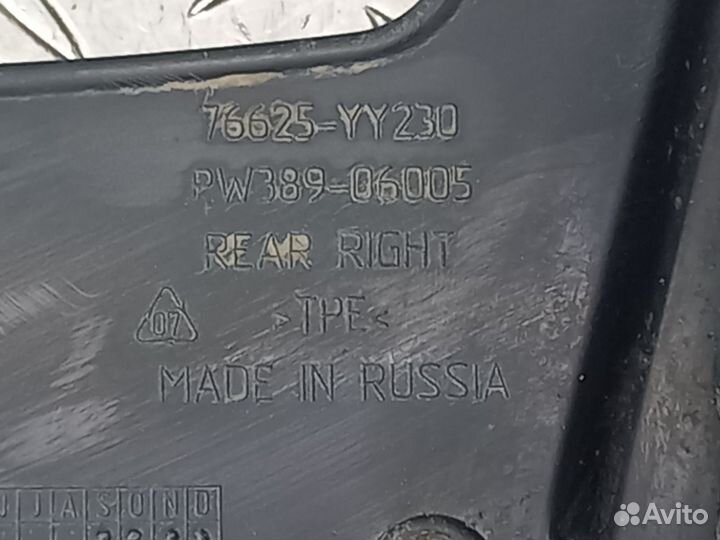 76625-YY230
PW389-06005
REAR RIGHT
07 >TPE<
MADE IN RUSSIA
J J A S O N D
Avito